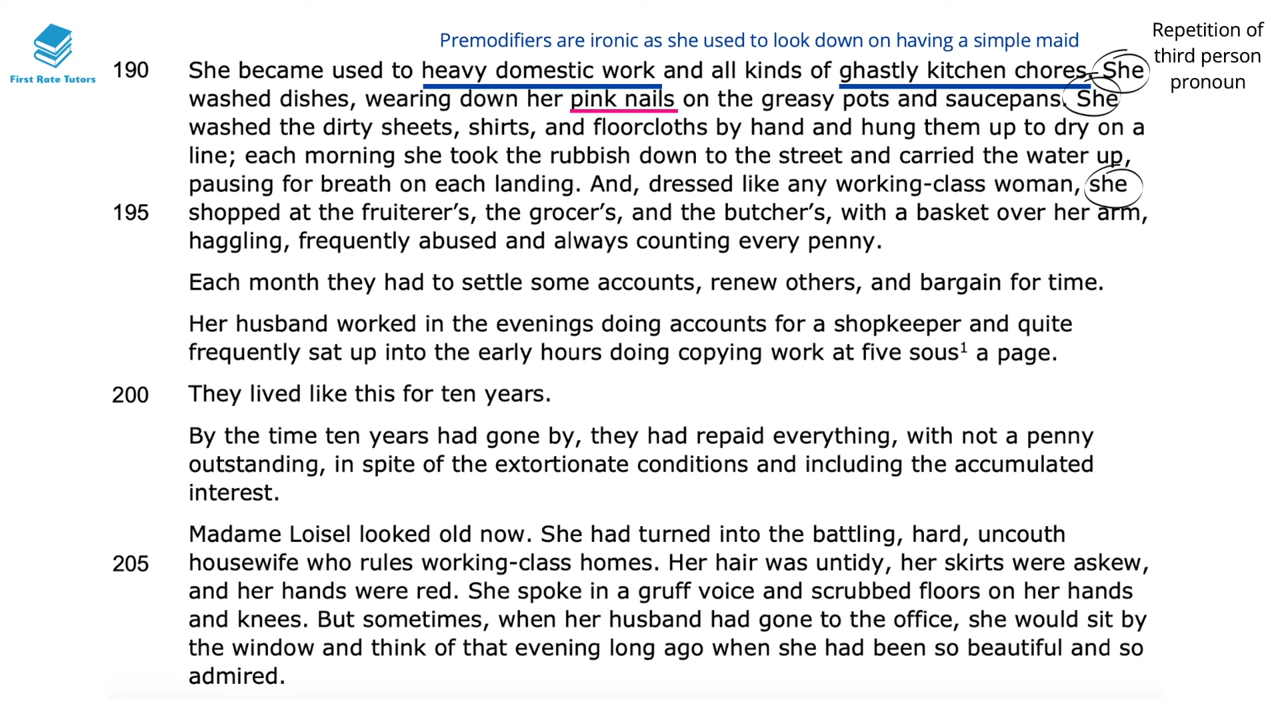 First Rate Tutors
Premodifiers are ironic as she used to look down on having a simple maid
Repetition of
third person
pronoun
190 She became used to heavy domestic work and all kinds of ghastly kitchen chores. She
washed dishes, wearing down her pink nails on the greasy pots and saucepans. She
washed the dirty sheets, shirts, and floorcloths by hand and hung them up to dry on a
line; each morning she took the rubbish down to the street and carried the water up,
pausing for breath on each landing. And, dressed like any working-class woman, she
195 shopped at the fruiterer’s, the grocer’s, and the butcher’s, with a basket over her arm,
haggling, frequently abused and always counting every penny.
Each month they had to settle some accounts, renew others, and bargain for time.
Her husband worked in the evenings doing accounts for a shopkeeper and quite
frequently sat up into the early hours doing copying work at five sous¹ a page.
200 They lived like this for ten years.
By the time ten years had gone by, they had repaid everything, with not a penny
outstanding, in spite of the extortionate conditions and including the accumulated
interest.
Madame Loisel looked old now. She had turned into the battling, hard, uncouth
205 housewife who rules working-class homes. Her hair was untidy, her skirts were askew,
and her hands were red. She spoke in a gruff voice and scrubbed floors on her hands
and knees. But sometimes, when her husband had gone to the office, she would sit by
the window and think of that evening long ago when she had been so beautiful and so
admired.